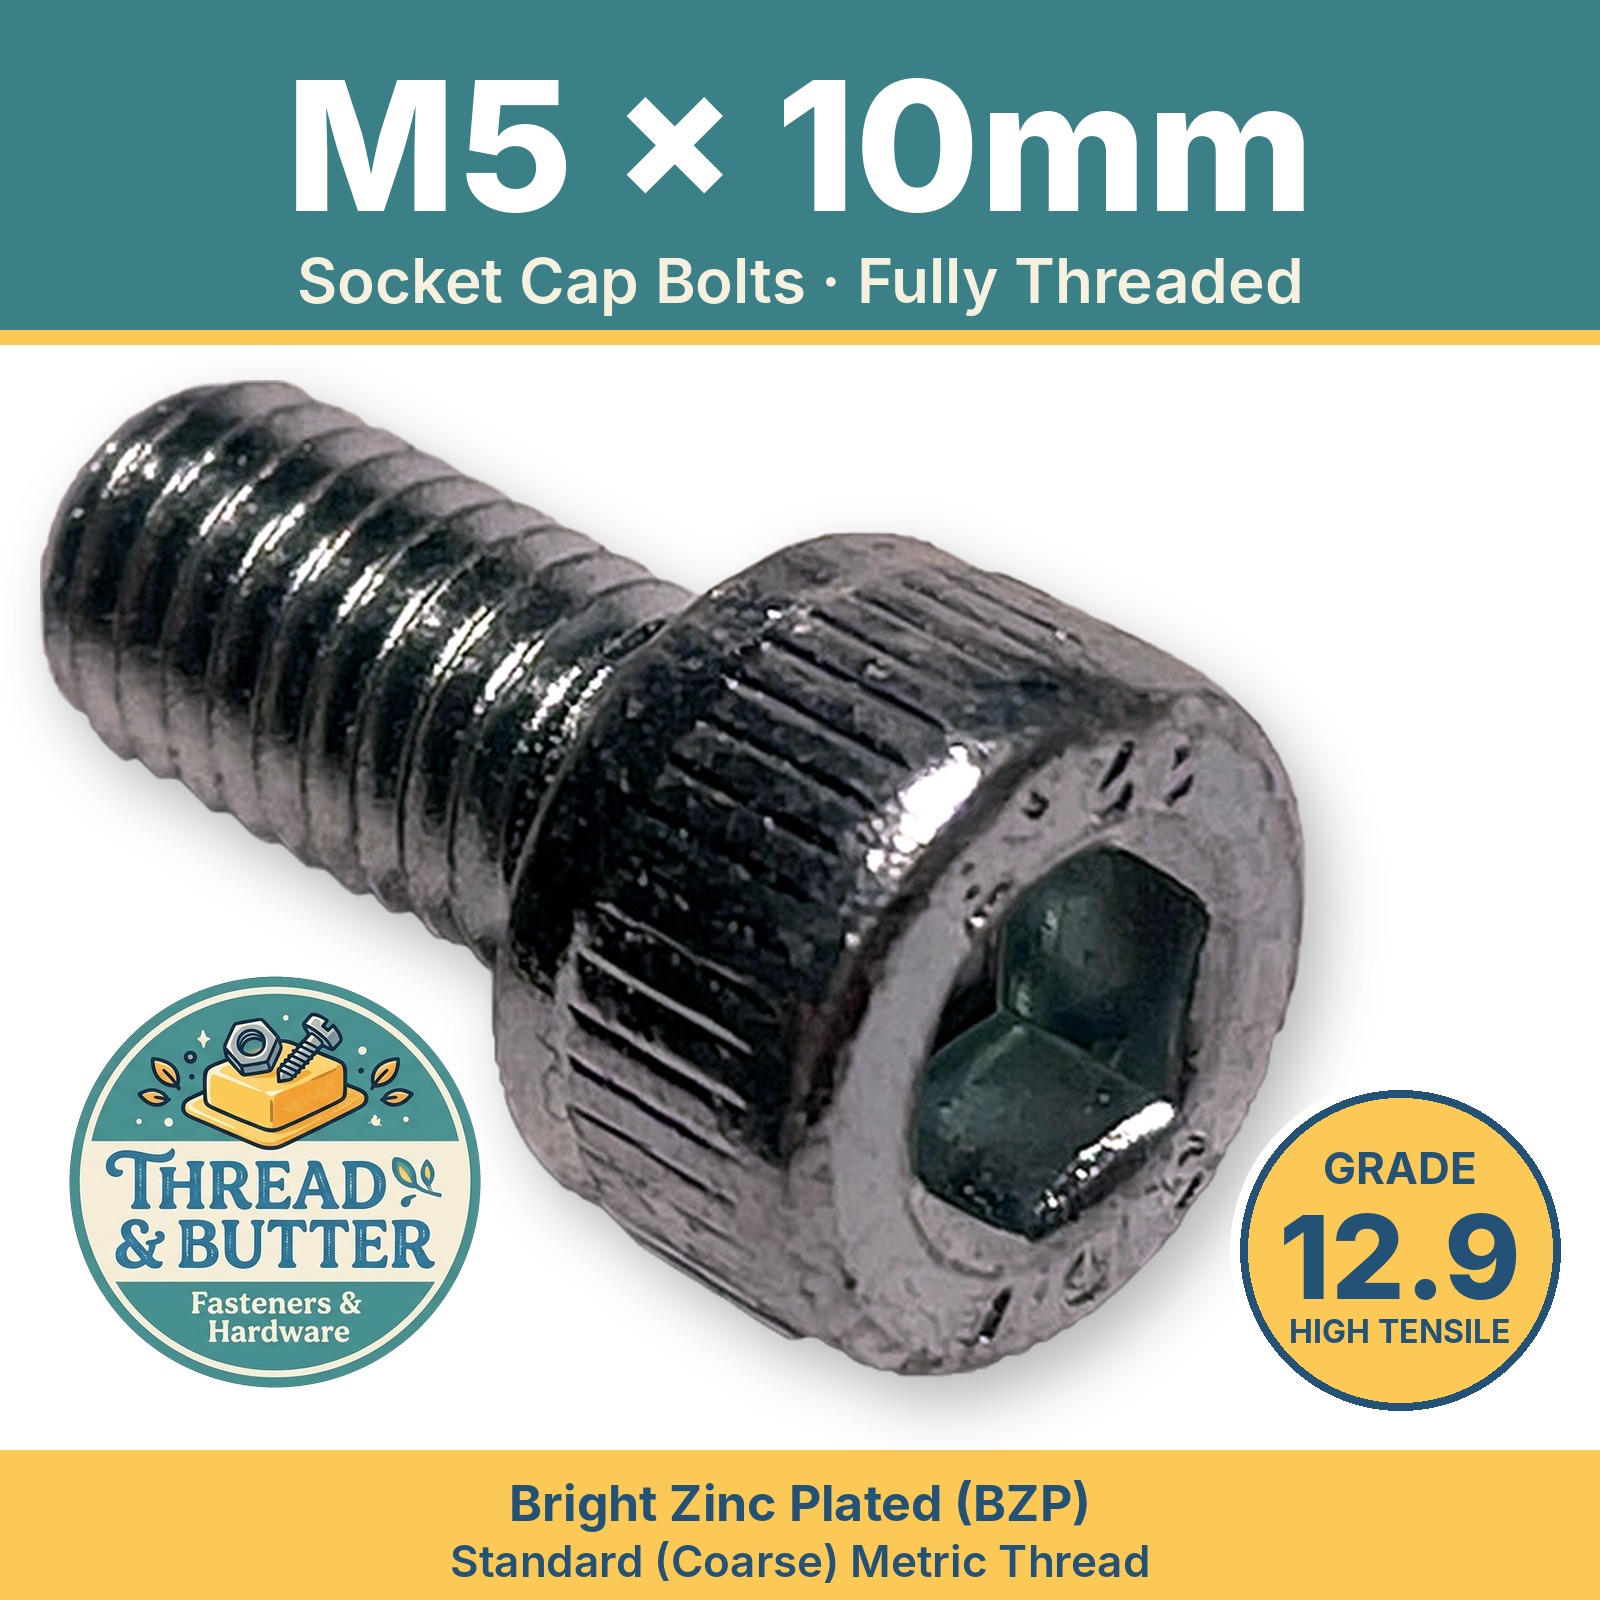 M5 × 10mm
Socket Cap Bolts · Fully Threaded
THREAD
& BUTTER
Fasteners &
Hardware
GRADE
12.9
HIGH TENSILE
Bright Zinc Plated (BZP)
Standard (Coarse) Metric Thread